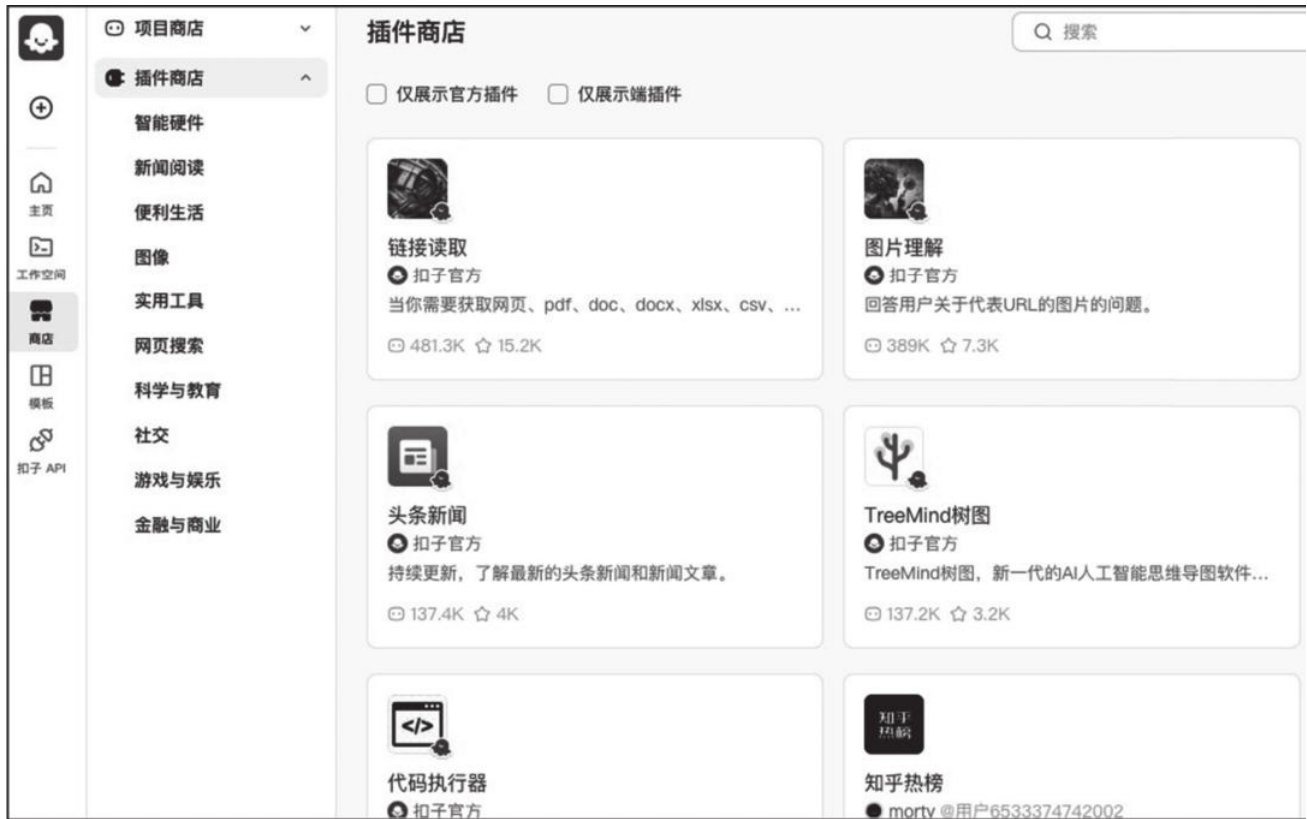 主页
工作空间
商店
模板
扣子 API
项目商店
插件商店
智能硬件
新闻阅读
便利生活
图像
实用工具
网页搜索
科学与教育
社交
游戏与娱乐
金融与商业
插件商店
搜索
仅展示官方插件 仅展示端插件
链接读取
扣子官方
当你需要获取网页、pdf、doc、docx、xlsx、csv、...
481.3K 15.2K
图片理解
扣子官方
回答用户关于代表URL的图片的问题。
389K 7.3K
头条新闻
扣子官方
持续更新，了解最新的头条新闻和新闻文章。
137.4K 4K
TreeMind树图
扣子官方
TreeMind树图，新一代的AI人工智能思维导图软件...
137.2K 3.2K
代码执行器
扣子官方
知乎
热榜
知乎热榜
morty @用户6533374742002